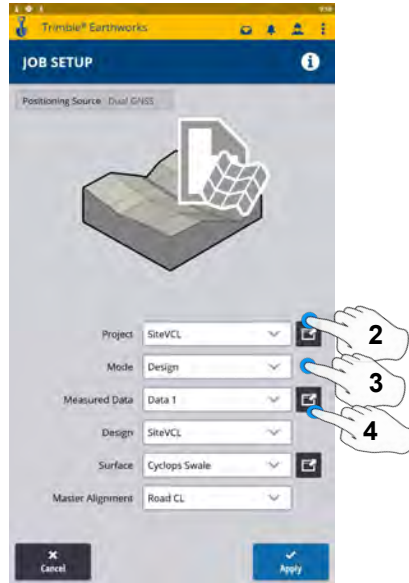 Trimble® Earthworks
JOB SETUP
Positioning Source Dual GNSS
Project SiteVCL
2
Mode Design
3
Measured Data Data 1
4
Design SiteVCL
Surface Cyclops Swale
Master Alignment Road CL
Cancel
Apply